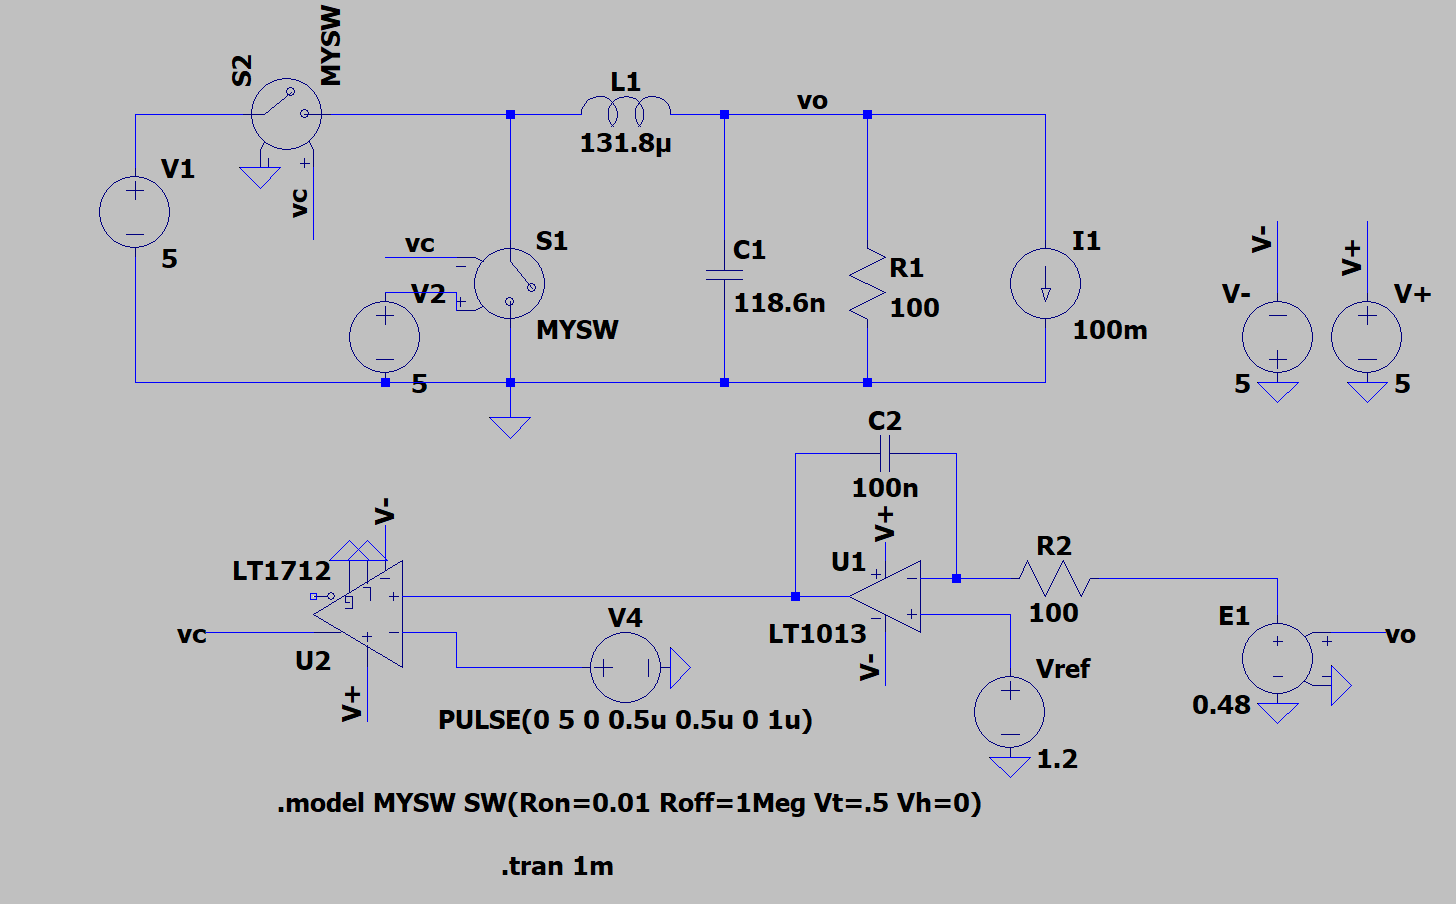 S2
MYSW
V1
5
vc
L1
131.8µ
vo
vc
V2
5
S1
MYSW
C1
118.6n
R1
100
I1
100m
V-
V-
5
V+
V+
5
C2
100n
V+
U1
LT1013
V-
R2
100
E1
vo
0.48
Vref
1.2
V-
LT1712
vc
U2
V+
V4
PULSE(0 5 0 0.5u 0.5u 0 1u)
.model MYSW SW(Ron=0.01 Roff=1Meg Vt=.5 Vh=0)
.tran 1m